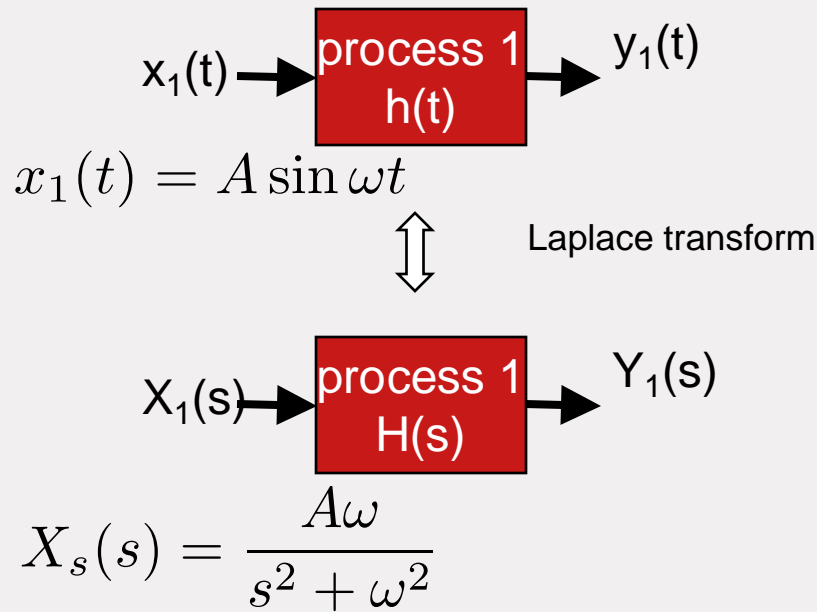 x₁(t) process 1 y₁(t)
h(t)
x₁(t) = A sin ωt
Laplace transform
X₁(s) process 1 Y₁(s)
H(s)
Xₛ(s) = Aω / (s² + ω²)